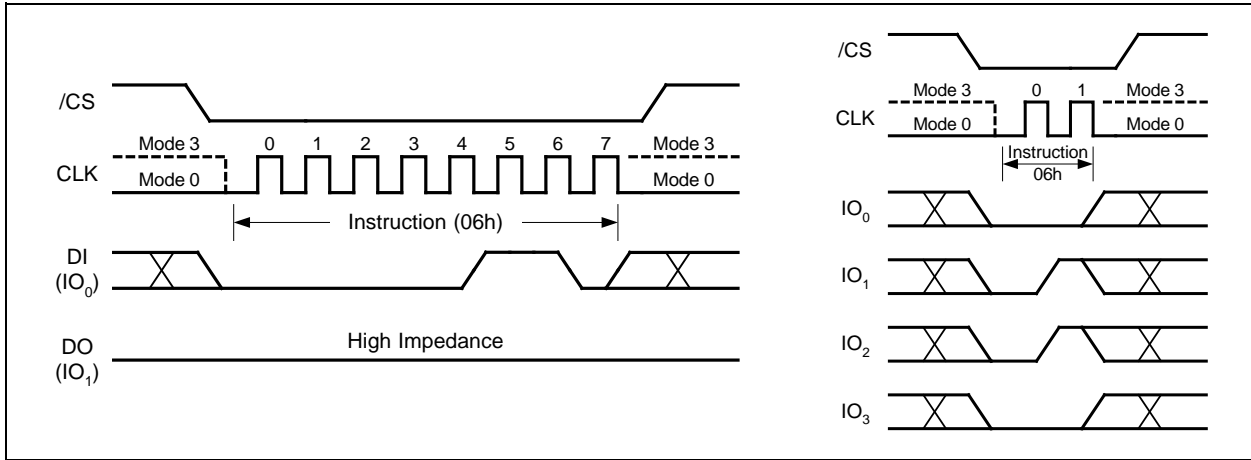 /CS
Mode 3 0 1 2 3 4 5 6 7 Mode 3
CLK Mode 0 Mode 0
Instruction (06h)
DI
(IO0)
High Impedance
DO
(IO1)
/CS
Mode 3 0 1 Mode 3
CLK Mode 0 Mode 0
Instruction
06h
IO0
IO1
IO2
IO3